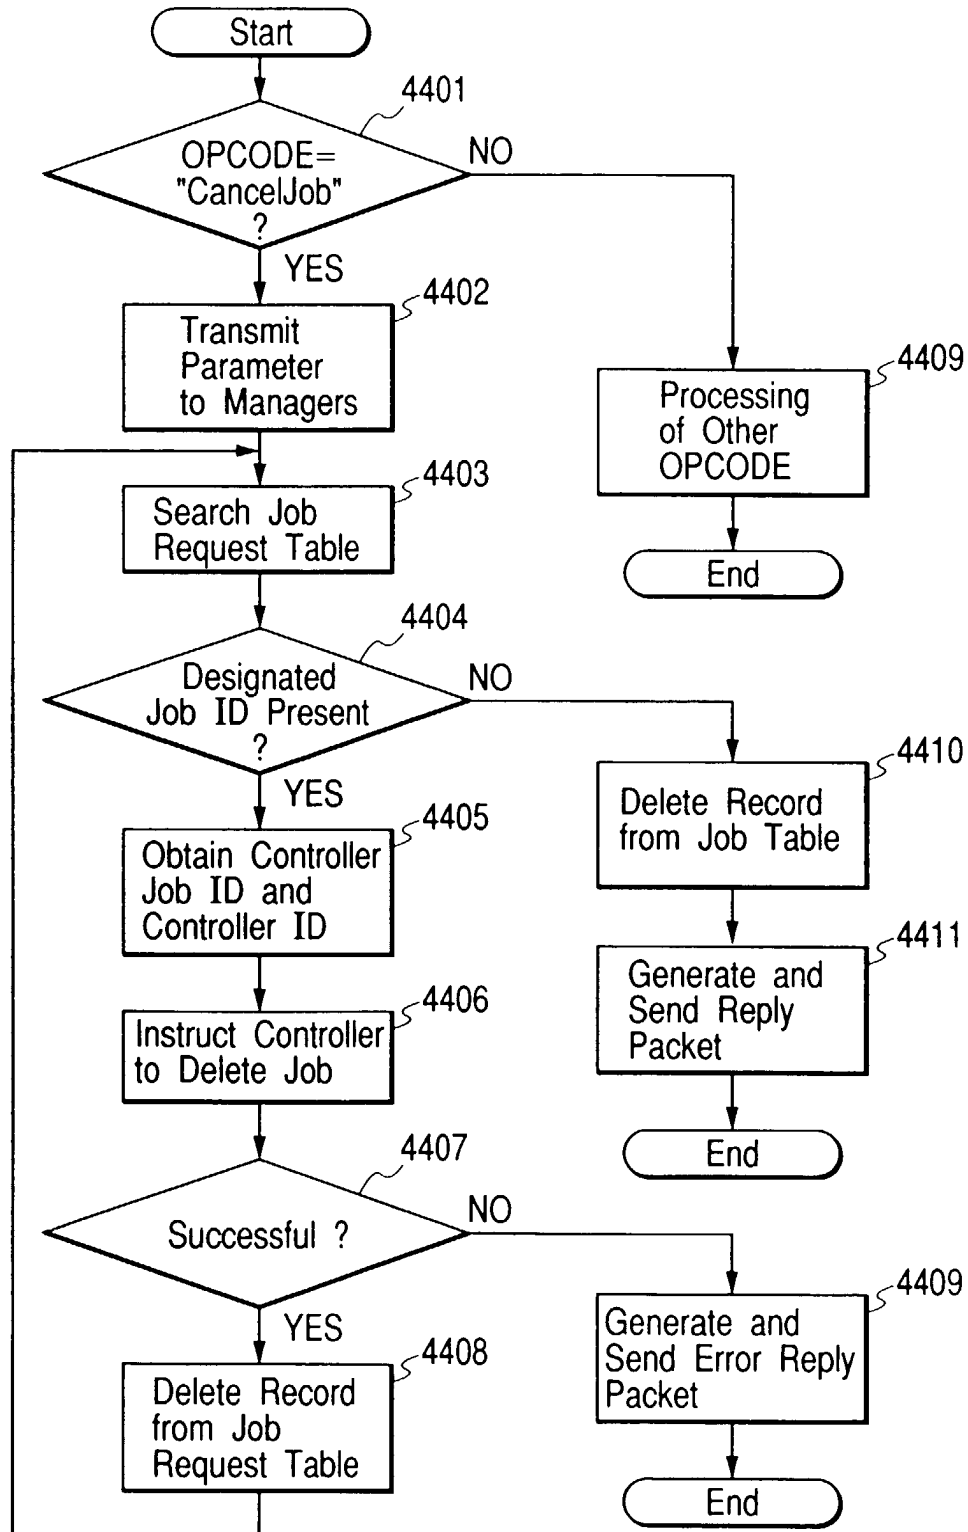 Start
4401
OPCODE=
"CancelJob"
?
NO
YES
4402
Transmit
Parameter
to Managers
4409
Processing
of Other
OPCODE
End
4403
Search Job
Request Table
4404
Designated
Job ID Present
?
NO
YES
4410
Delete Record
from Job Table
4405
Obtain Controller
Job ID and
Controller ID
4411
Generate and
Send Reply
Packet
End
4406
Instruct Controller
to Delete Job
4407
Successful ?
NO
YES
4409
Generate and
Send Error Reply
Packet
End
4408
Delete Record
from Job
Request Table